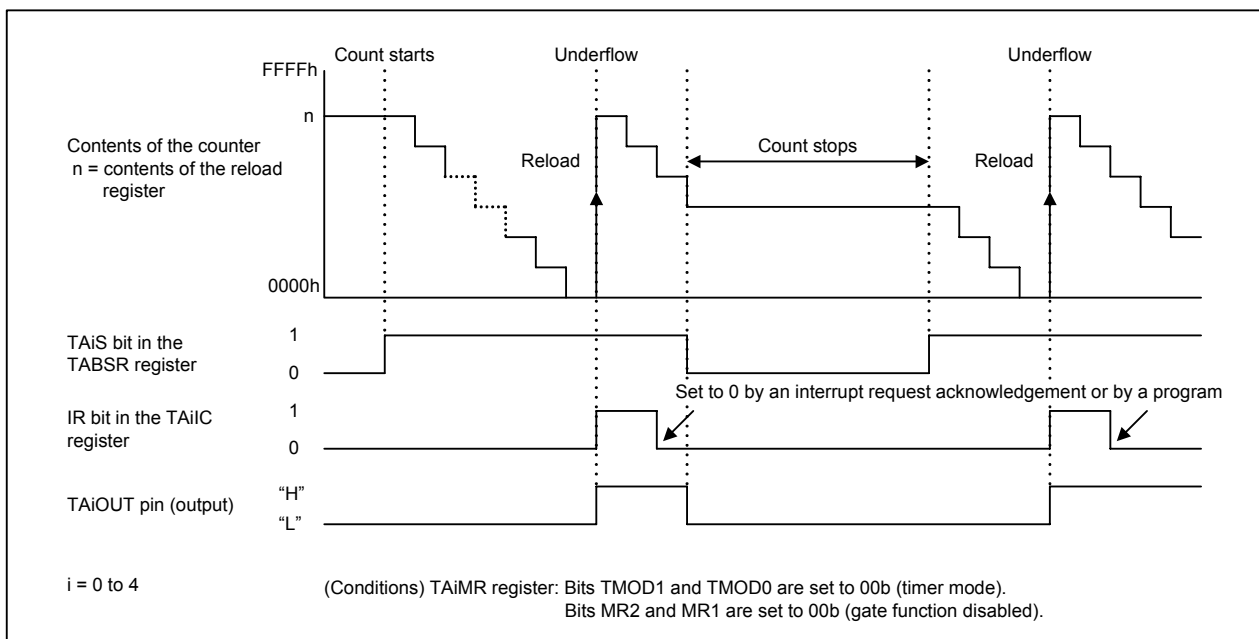 Count starts
Underflow
Underflow
FFFFh
n
Contents of the counter
n = contents of the reload
register
Reload
Count stops
Reload
0000h
TAiS bit in the
TABSR register
1
0
Set to 0 by an interrupt request acknowledgement or by a program
IR bit in the TAiIC
register
1
0
TAiOUT pin (output)
“H”
“L”
i = 0 to 4
(Conditions) TAiMR register: Bits TMOD1 and TMOD0 are set to 00b (timer mode).
Bits MR2 and MR1 are set to 00b (gate function disabled).